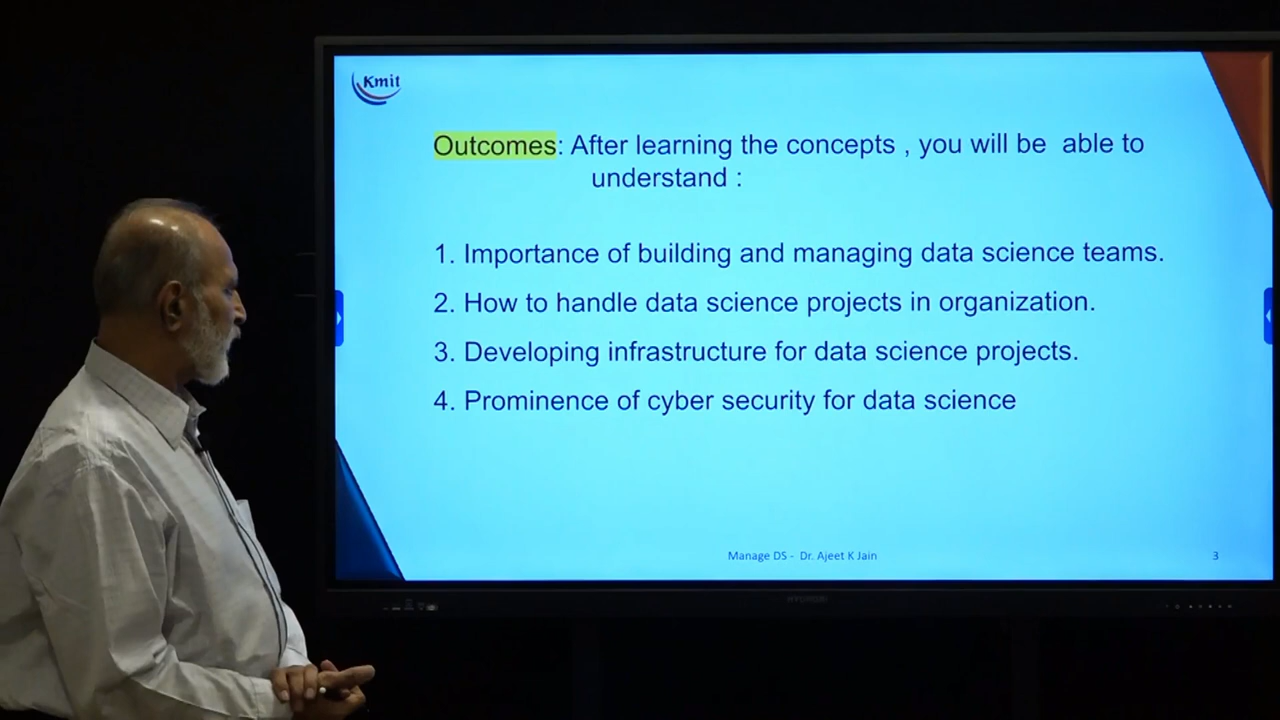 Kmit
Outcomes: After learning the concepts , you will be able to
understand :
1. Importance of building and managing data science teams.
2. How to handle data science projects in organization.
3. Developing infrastructure for data science projects.
4. Prominence of cyber security for data science
Manage DS - Dr. Ajeet K Jain
3
HYUNDAI